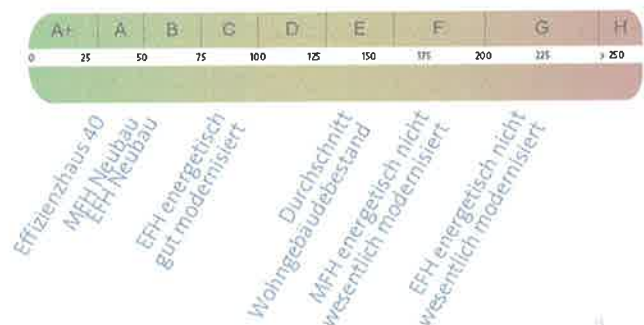 A+ A B C D E F G H
0 25 50 75 100 125 150 175 200 225 > 250
Effizienzhaus 40
MFH Neubau
EFH Neubau
EFH energetisch
gut modernisiert
Durchschnitt
Wohngebäudebestand
MFH energetisch nicht
wesentlich modernisiert
EFH energetisch nicht
wesentlich modernisiert